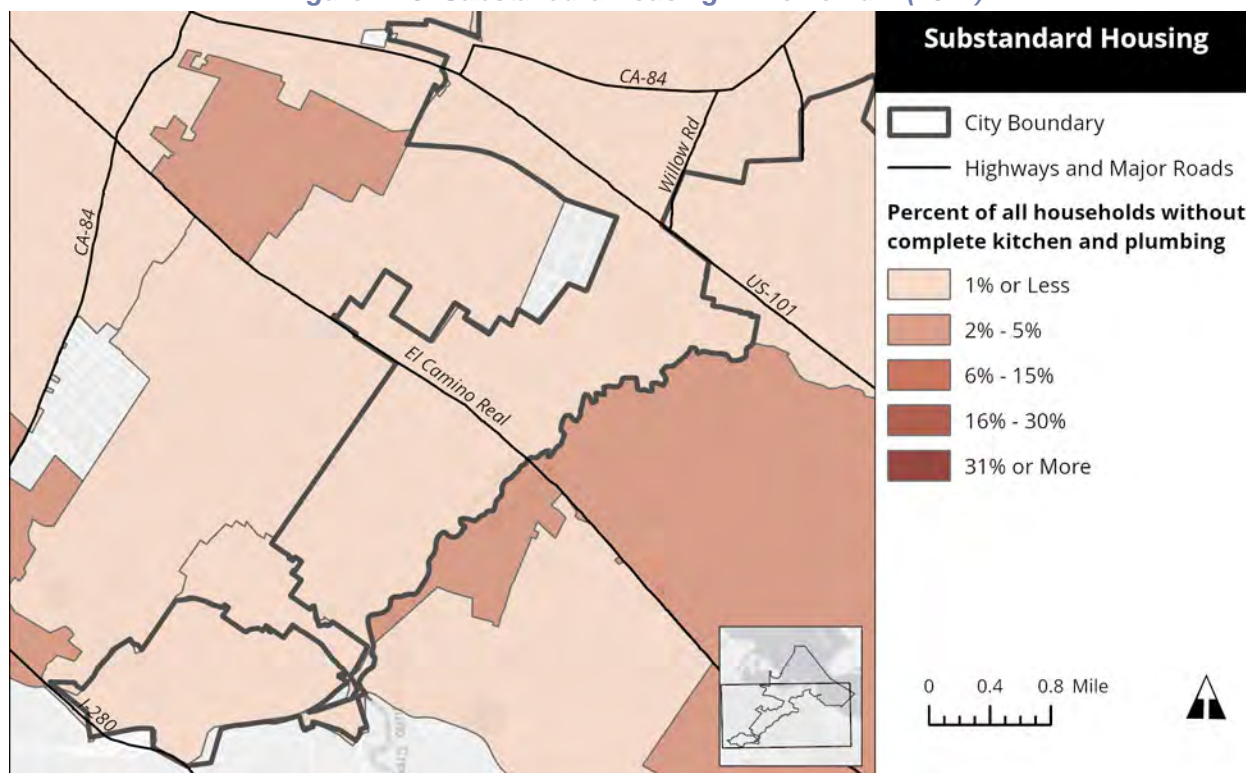 Substandard Housing
City Boundary
Highways and Major Roads
Percent of all households without
complete kitchen and plumbing
1% or Less
2% - 5%
6% - 15%
16% - 30%
31% or More
0 0.4 0.8 Mile
CA-84
Willow Rd
CA-84
US-101
El Camino Real
I-280